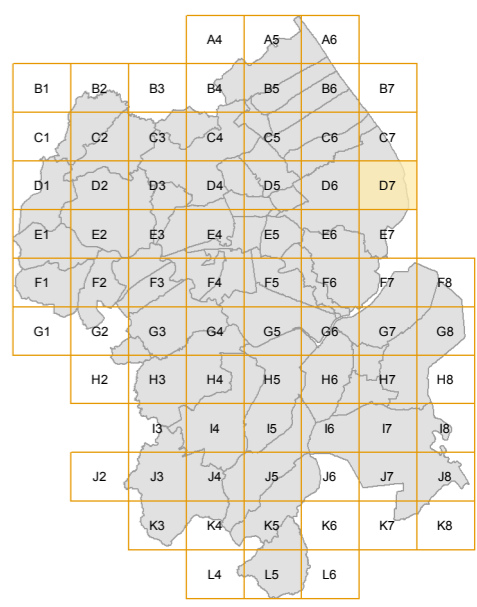 A4 A5 A6
B1 B2 B3 B4 B5 B6 B7
C1 C2 C3 C4 C5 C6 C7
D1 D2 D3 D4 D5 D6 D7
E1 E2 E3 E4 E5 E6 E7
F1 F2 F3 F4 F5 F6 F7 F8
G1 G2 G3 G4 G5 G6 G7 G8
H2 H3 H4 H5 H6 H7 H8
I3 I4 I5 I6 I7 I8
J2 J3 J4 J5 J6 J7 J8
K3 K4 K5 K6 K7 K8
L4 L5 L6